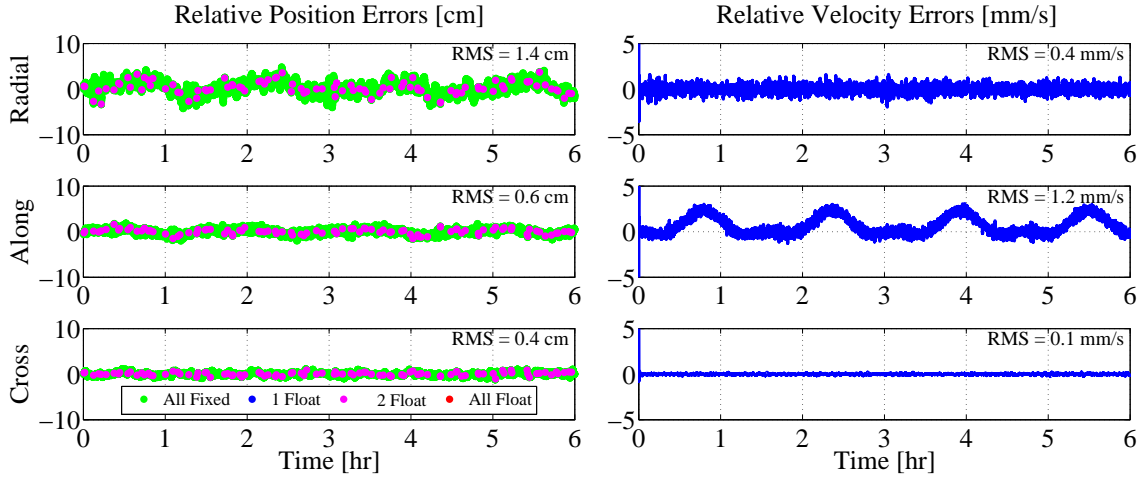 Relative Position Errors [cm]
Relative Velocity Errors [mm/s]
Radial
10
0
−10
RMS = 1.4 cm
0 1 2 3 4 5 6
5
0
−5
RMS = 0.4 mm/s
0 1 2 3 4 5 6
Along
10
0
−10
RMS = 0.6 cm
0 1 2 3 4 5 6
5
0
−5
RMS = 1.2 mm/s
0 1 2 3 4 5 6
Cross
10
0
−10
RMS = 0.4 cm
All Fixed 1 Float 2 Float All Float
0 1 2 3 4 5 6
Time [hr]
5
0
−5
RMS = 0.1 mm/s
0 1 2 3 4 5 6
Time [hr]